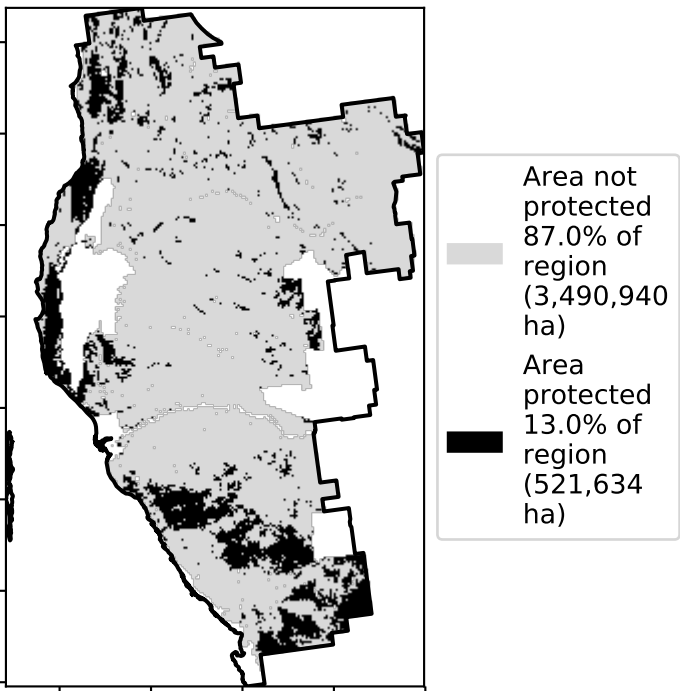 Area not
protected
87.0% of
region
(3,490,940
ha)
Area
protected
13.0% of
region
(521,634
ha)